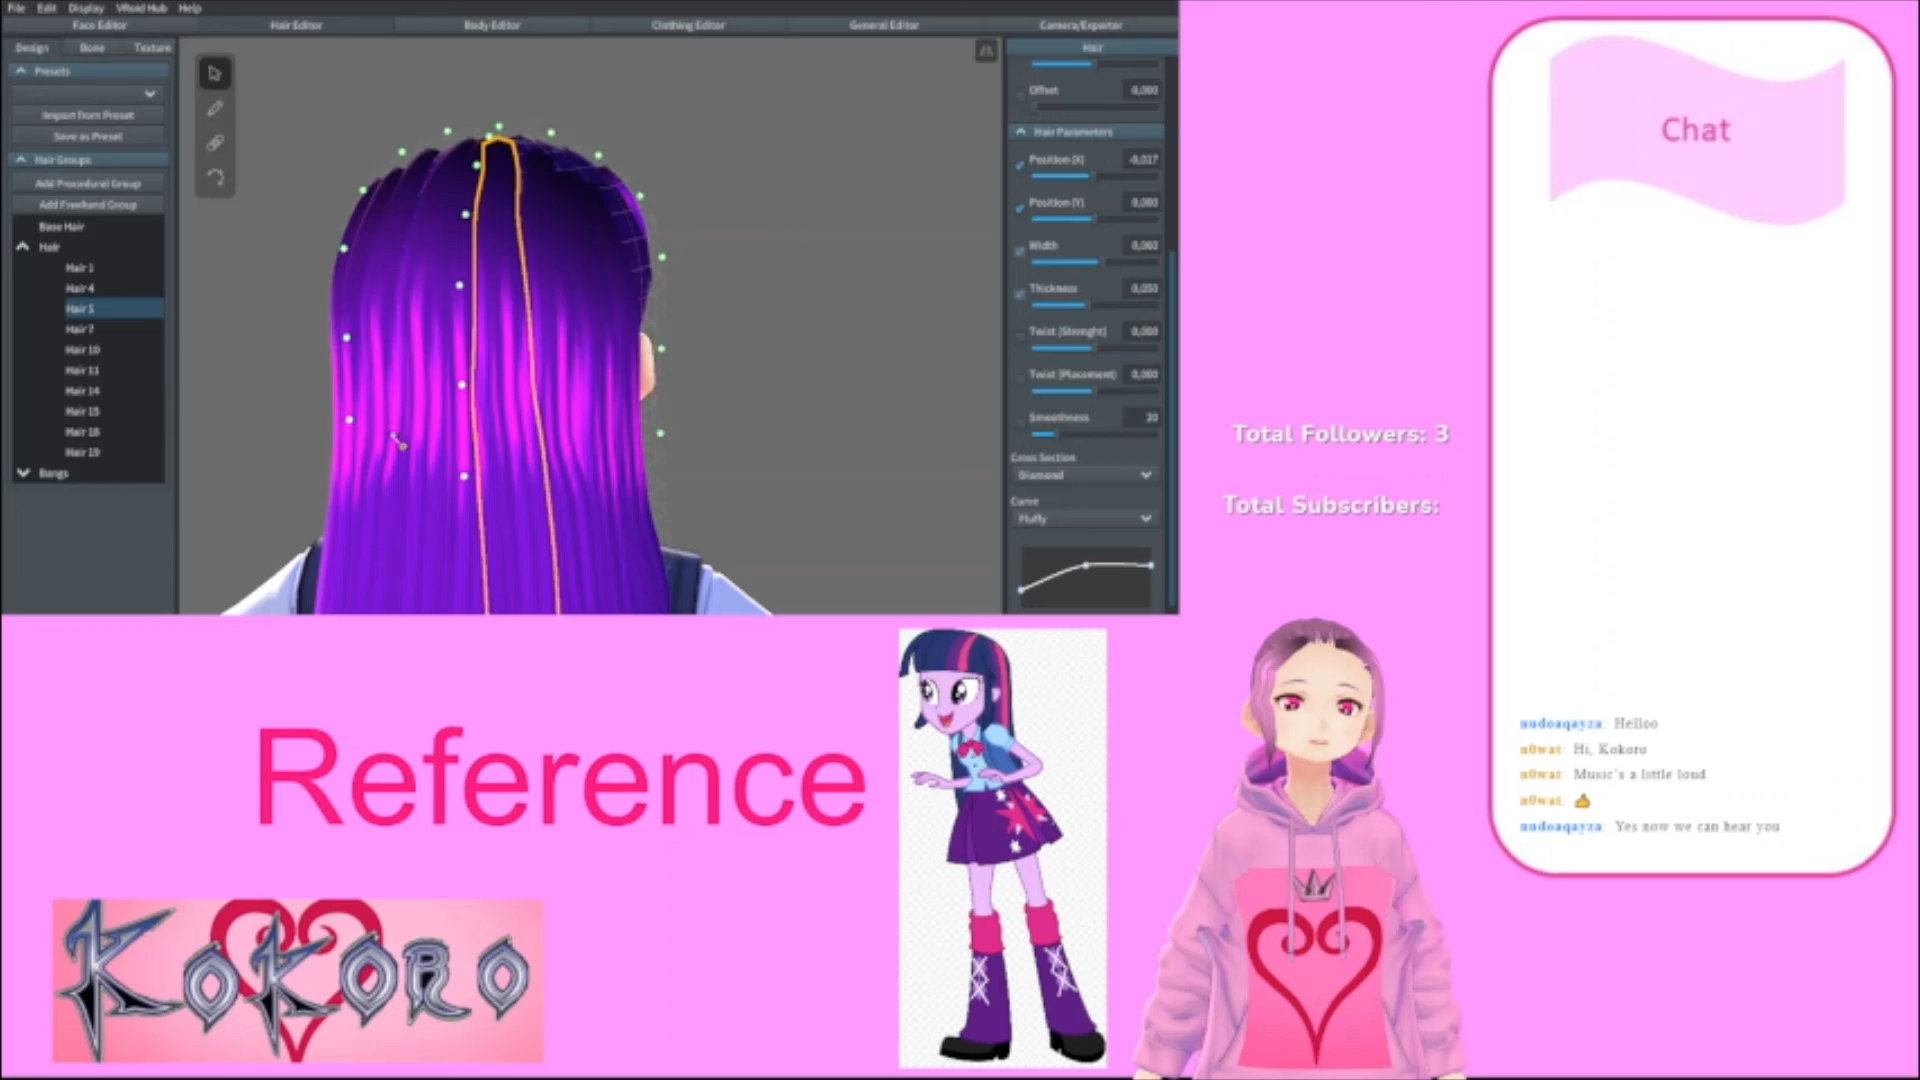 File Edit Display VRoid Hub Help
Face Editor Hair Editor Body Editor Clothing Editor General Editor Camera/Exporter
Design Bone Texture
Presets
Import from Preset
Save as Preset
Hair Groups
Add Procedural Group
Add Freehand Group
Base Hair
Hair
Hair 1
Hair 4
Hair 5
Hair 7
Hair 10
Hair 11
Hair 14
Hair 15
Hair 18
Hair 19
Bangs
Hair
Offset 0,000
Hair Parameters
Position (X) -0,017
Position (Y) 0,000
Width 0,060
Thickness 0,050
Twist (Strenght) 0,000
Twist (Placement) 0,000
Smoothness 20
Cross Section
Diamond
Curve
Fluffy
Chat
Total Followers: 3
Total Subscribers:
nudoaqayza: Helloo
n0wat: Hi, Kokoro
n0wat: Music's a little loud
n0wat: 👍
nudoaqayza: Yes now we can hear you
Reference
KOKORO